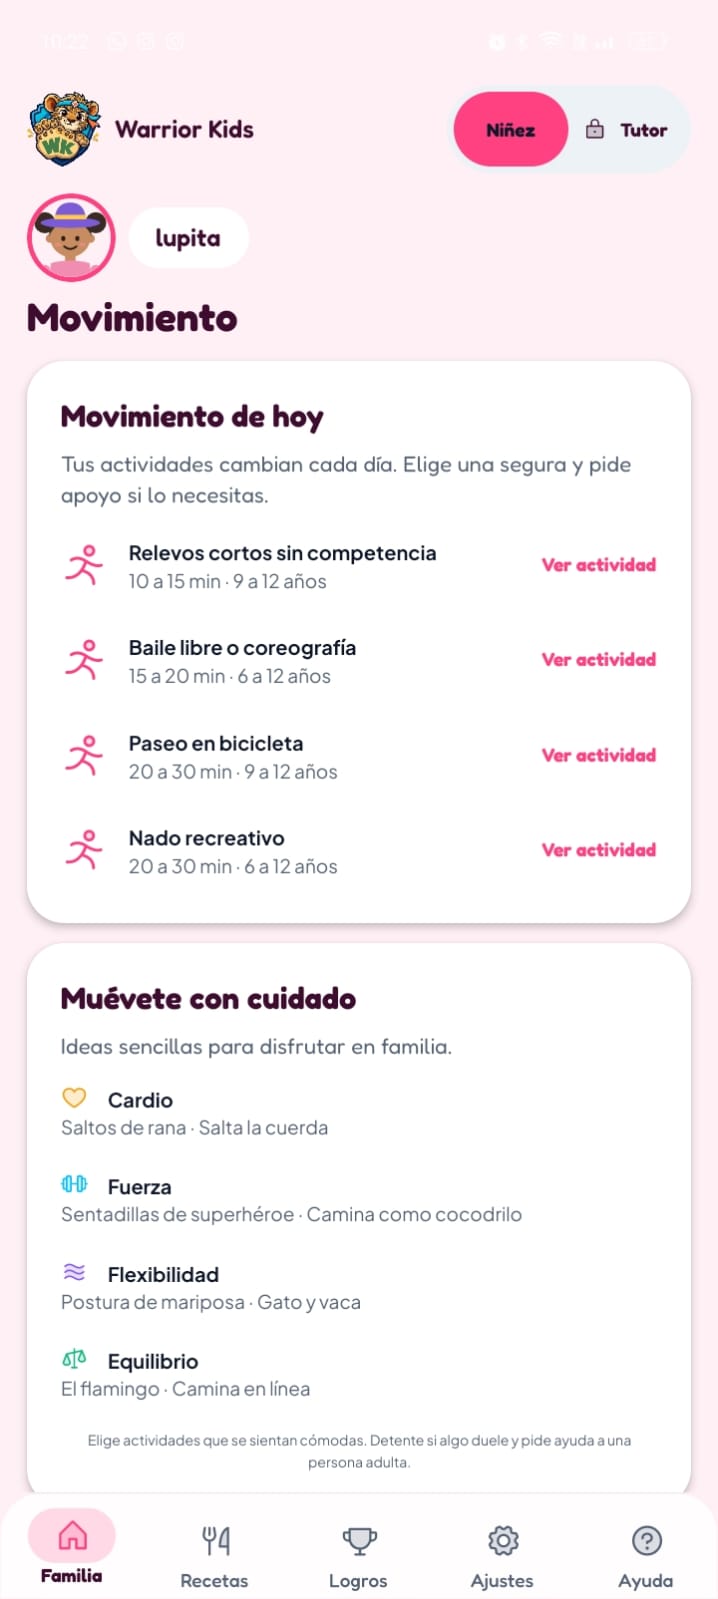 10:22
WK
Warrior Kids
Niñez
Tutor
lupita
Movimiento
Movimiento de hoy
Tus actividades cambian cada día. Elige una segura y pide
apoyo si lo necesitas.
Relevos cortos sin competencia
Ver actividad
10 a 15 min · 9 a 12 años
Baile libre o coreografía
Ver actividad
15 a 20 min · 6 a 12 años
Paseo en bicicleta
Ver actividad
20 a 30 min · 9 a 12 años
Nado recreativo
Ver actividad
20 a 30 min · 6 a 12 años
Muévete con cuidado
Ideas sencillas para disfrutar en familia.
Cardio
Saltos de rana · Salta la cuerda
Fuerza
Sentadillas de superhéroe · Camina como cocodrilo
Flexibilidad
Postura de mariposa · Gato y vaca
Equilibrio
El flamingo · Camina en línea
Elige actividades que se sientan cómodas. Detente si algo duele y pide ayuda a una
persona adulta.
Familia
Recetas
Logros
Ajustes
Ayuda